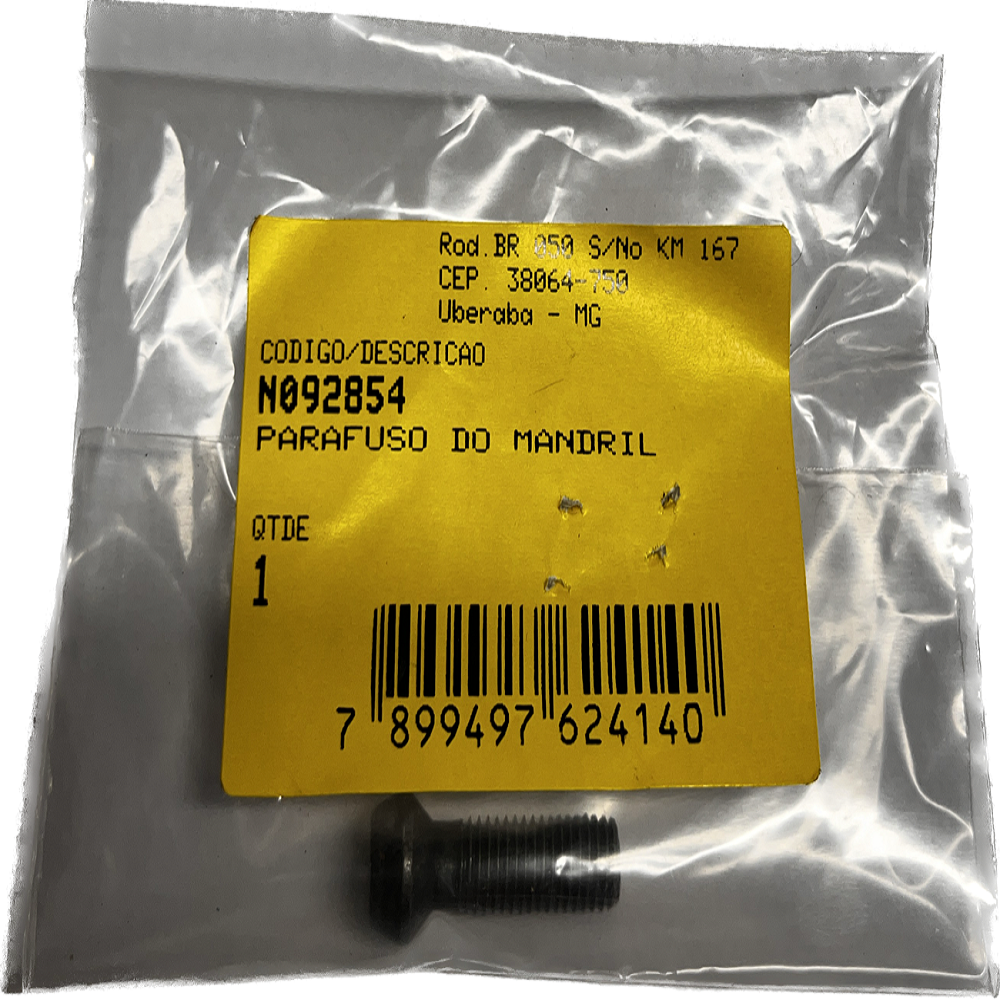 Rod.BR 050 S/No KM 167
CEP. 38064-750
Uberaba - MG
CODIGO/DESCRICAO
N092854
PARAFUSO DO MANDRIL
QTDE
1
7 899497 624140